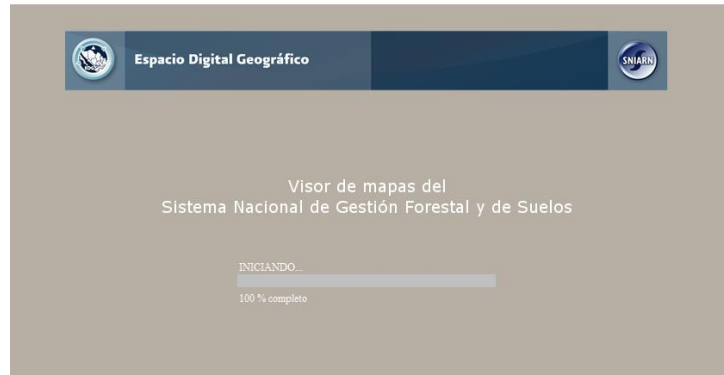 Espacio Digital Geográfico
SNIARN
Visor de mapas del
Sistema Nacional de Gestión Forestal y de Suelos
INICIANDO...
100 % completo